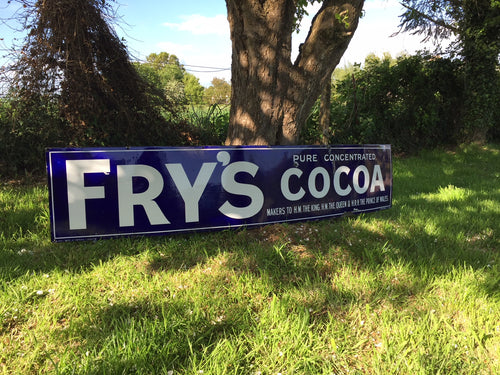 FRY'S
PURE CONCENTRATED
COCOA
MAKERS TO H.M. THE KING H.M. THE QUEEN & H.R.H. THE PRINCE OF WALES